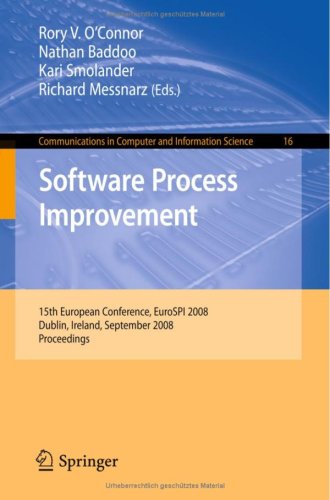 Urheberrechtlich geschütztes Material
Rory V. O'Connor
Nathan Baddoo
Kari Smolander
Richard Messnarz (Eds.)
Communications in Computer and Information Science 16
Software Process
Improvement
15th European Conference, EuroSPI 2008
Dublin, Ireland, September 2008
Proceedings
Springer
Urheberrechtlich geschütztes Material